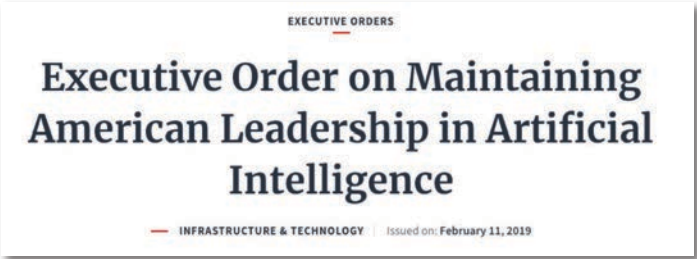 EXECUTIVE ORDERS
Executive Order on Maintaining
American Leadership in Artificial
Intelligence
INFRASTRUCTURE & TECHNOLOGY | Issued on: February 11, 2019